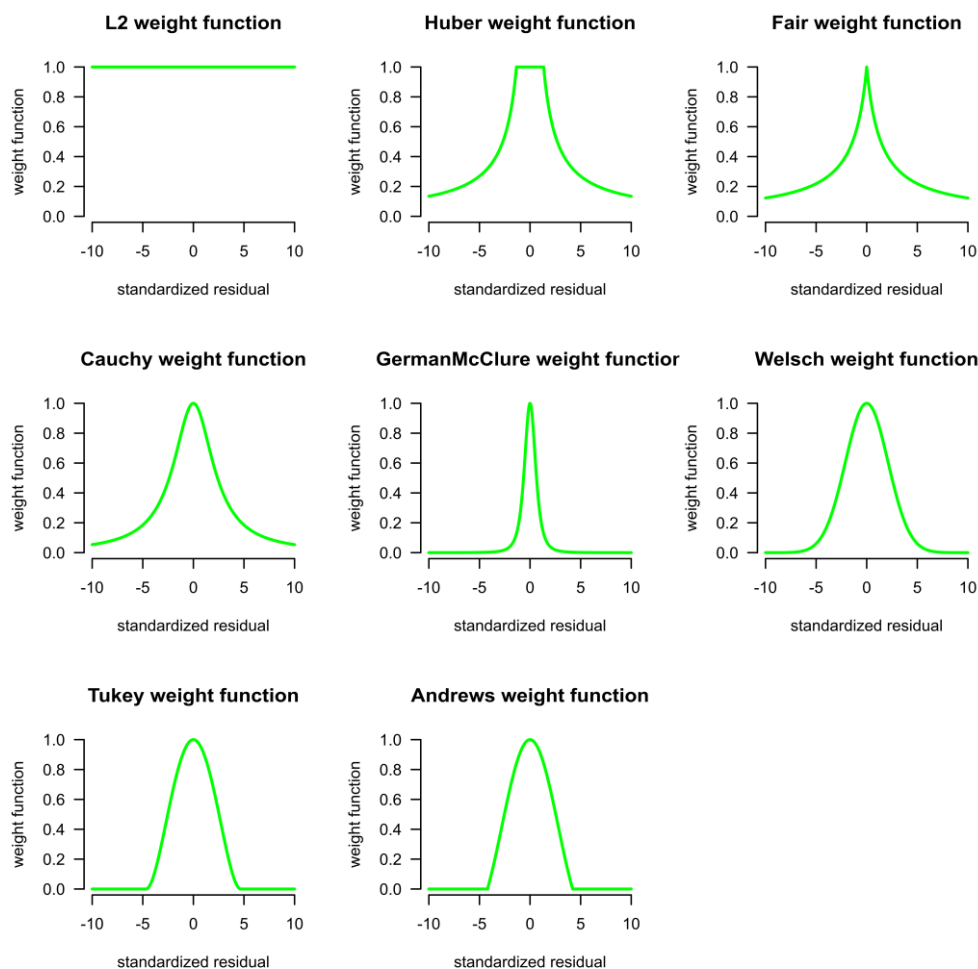 L2 weight function
Huber weight function
Fair weight function
weight function
1.0
0.8
0.6
0.4
0.2
0.0
-10 -5 0 5 10
standardized residual
weight function
1.0
0.8
0.6
0.4
0.2
0.0
-10 -5 0 5 10
standardized residual
weight function
1.0
0.8
0.6
0.4
0.2
0.0
-10 -5 0 5 10
standardized residual
Cauchy weight function
GermanMcClure weight functior
Welsch weight function
weight function
1.0
0.8
0.6
0.4
0.2
0.0
-10 -5 0 5 10
standardized residual
weight function
1.0
0.8
0.6
0.4
0.2
0.0
-10 -5 0 5 10
standardized residual
weight function
1.0
0.8
0.6
0.4
0.2
0.0
-10 -5 0 5 10
standardized residual
Tukey weight function
Andrews weight function
weight function
1.0
0.8
0.6
0.4
0.2
0.0
-10 -5 0 5 10
standardized residual
weight function
1.0
0.8
0.6
0.4
0.2
0.0
-10 -5 0 5 10
standardized residual